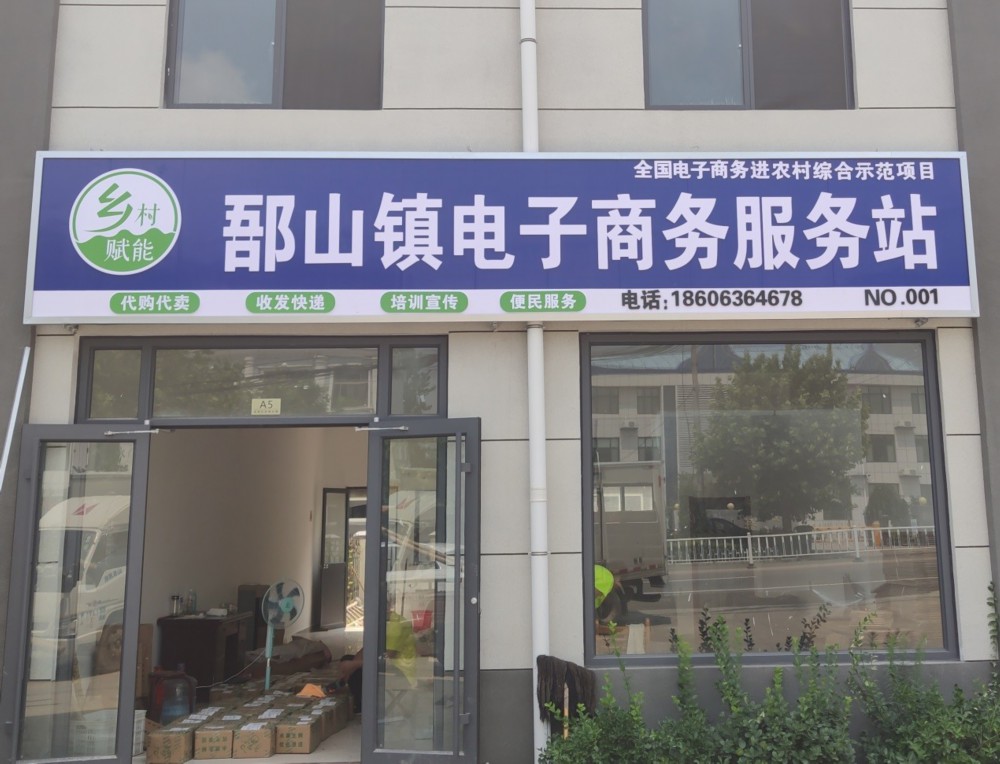 全国电子商务进农村综合示范项目
乡村
赋能
郚山镇电子商务服务站
代购代卖 收发快递 培训宣传 便民服务 电话:18606364678 NO.001
A5